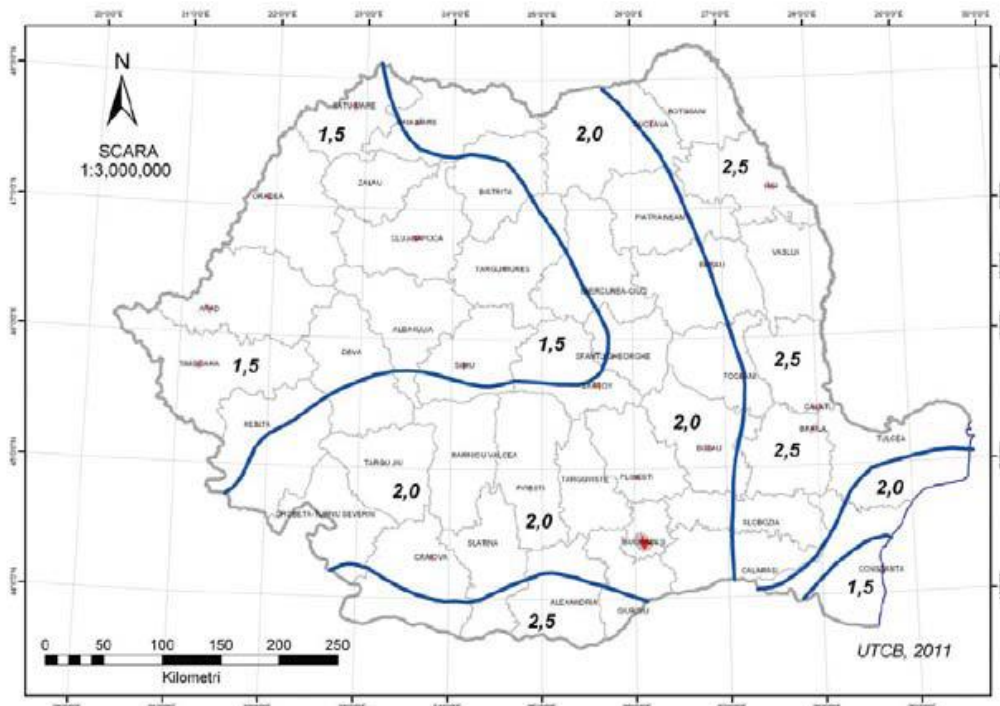 N
SCARA
1:3,000,000
SATU MARE
BAIA MARE
SUCEAVA
BOTOSANI
1,5
2,0
2,5
IASI
ZALAU
ORADEA
BISTRITA
CLUJ-NAPOCA
PIATRA NEAMT
VASLUI
BACAU
TARGU MURES
MIERCUREA-CIUC
ARAD
ALBA IULIA
DEVA
SIBIU
1,5
SFANTU GHEORGHE
TIMISOARA
1,5
2,5
FOCSANI
BRASOV
GALATI
BRAILA
RESITA
2,0
BUZAU
2,5
TULCEA
TARGU JIU
RAMNICU VALCEA
PITESTI
TARGOVISTE
PLOIESTI
2,0
2,0
DROBETA-TURNU SEVERIN
2,0
SLATINA
SLOBOZIA
CRAIOVA
CALARASI
CONSTANTA
1,5
ALEXANDRIA
GIURGIU
2,5
0 50 100 150 200 250
Kilometri
UTCB, 2011